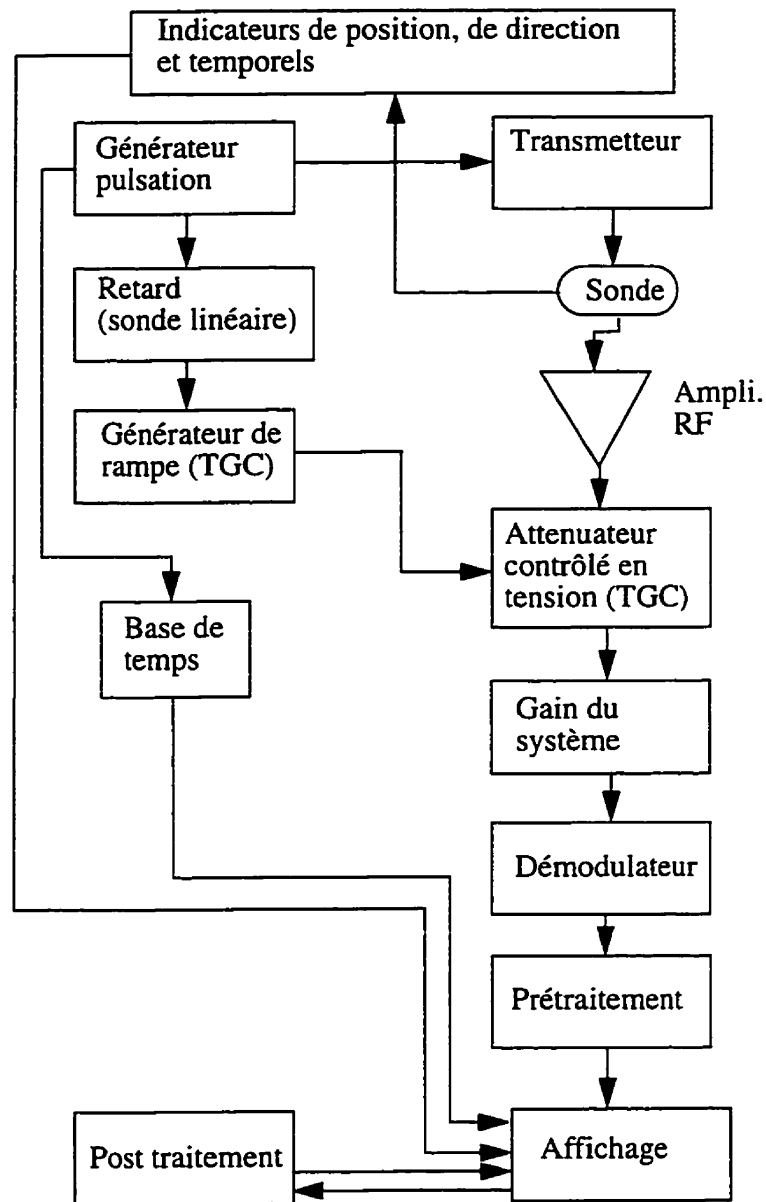 Indicateurs de position, de direction
et temporels
Générateur
pulsation
Transmetteur
Retard
(sonde linéaire)
Sonde
Ampli.
RF
Générateur de
rampe (TGC)
Attenuateur
contrôlé en
tension (TGC)
Base de
temps
Gain du
système
Démodulateur
Prétraitement
Post traitement
Affichage